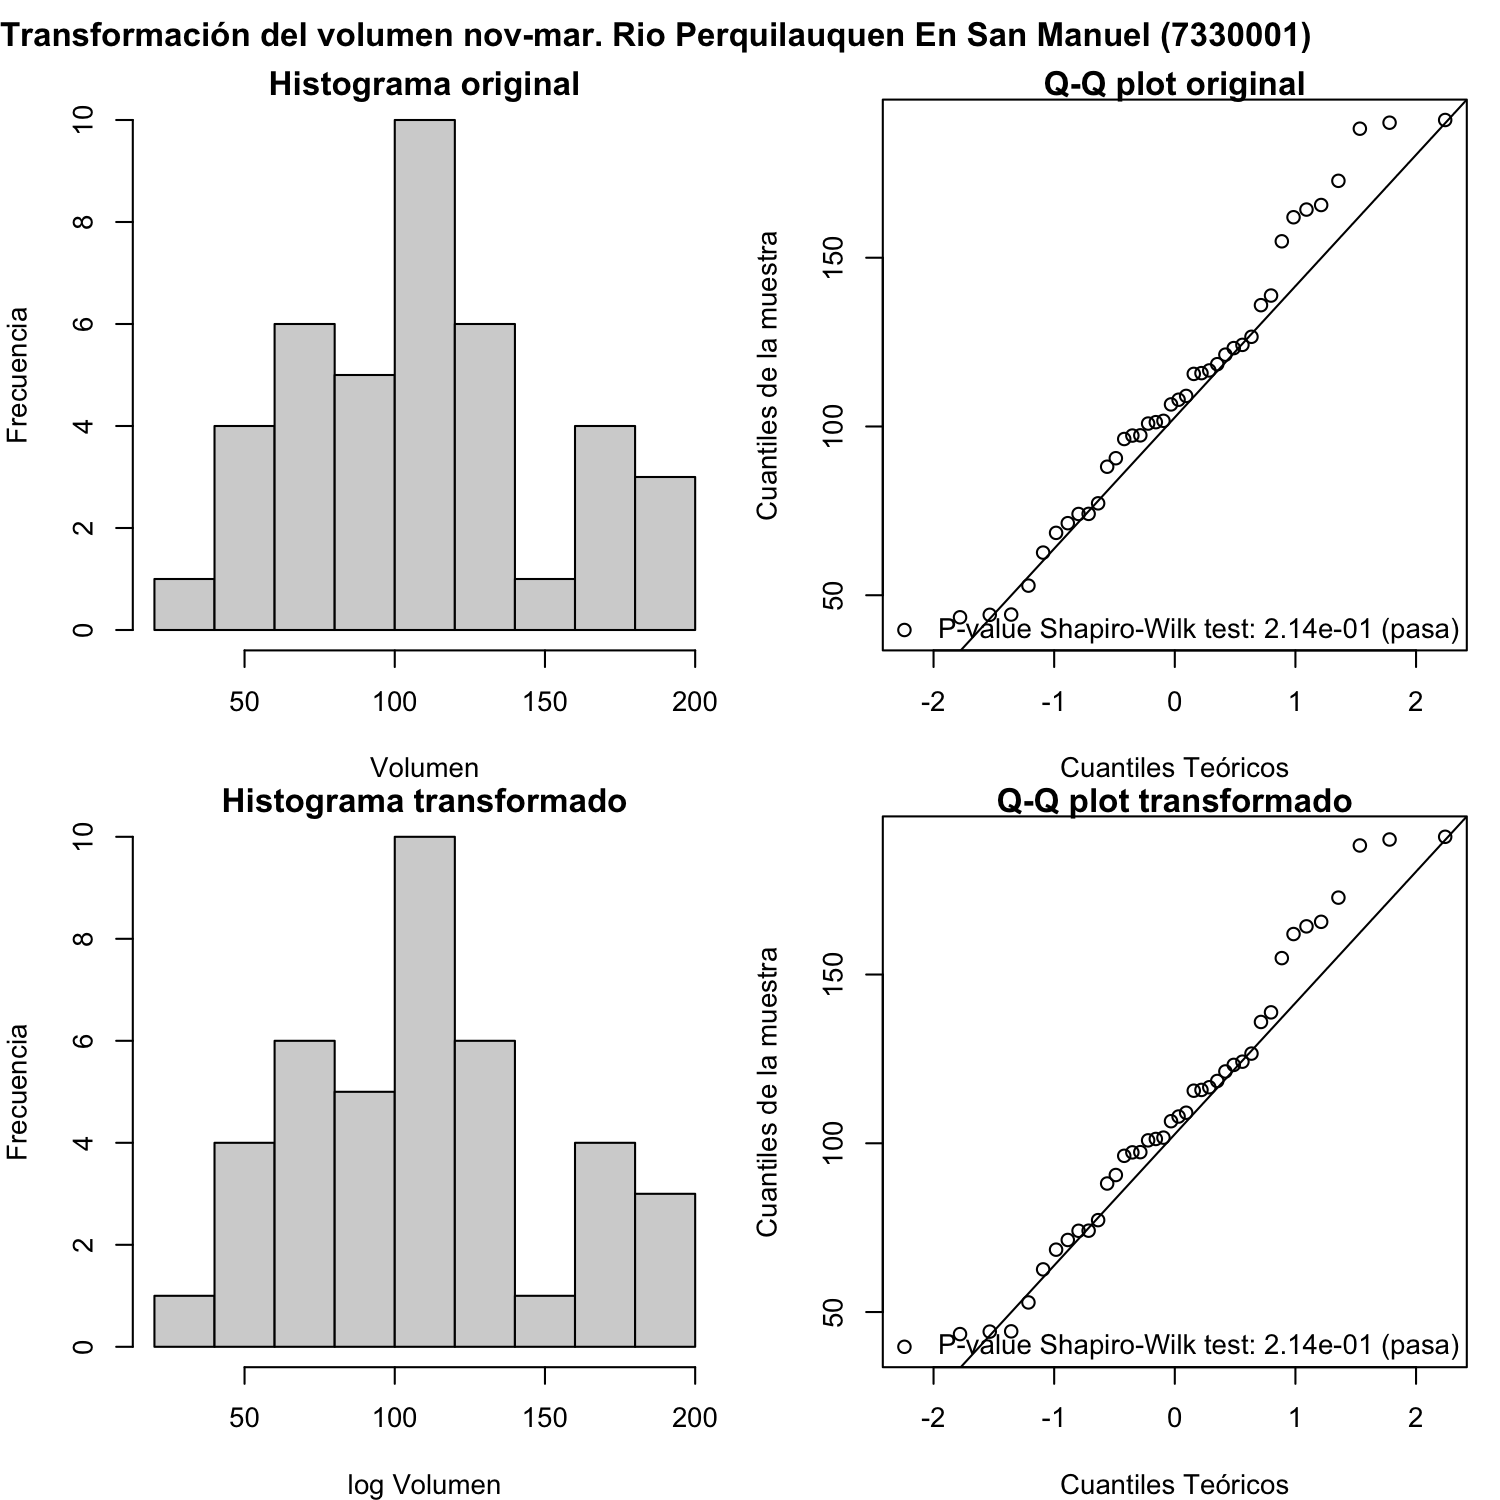 Transformación del volumen nov-mar. Rio Perquilauquen En San Manuel (7330001)
Histograma original
Frecuencia
10
8
6
4
2
0
50 100 150 200
Volumen
Q-Q plot original
Cuantiles de la muestra
150
100
50
P-value Shapiro-Wilk test: 2.14e-01 (pasa)
-2 -1 0 1 2
Cuantiles Teóricos
Histograma transformado
Frecuencia
10
8
6
4
2
0
50 100 150 200
log Volumen
Q-Q plot transformado
Cuantiles de la muestra
150
100
50
P-value Shapiro-Wilk test: 2.14e-01 (pasa)
-2 -1 0 1 2
Cuantiles Teóricos